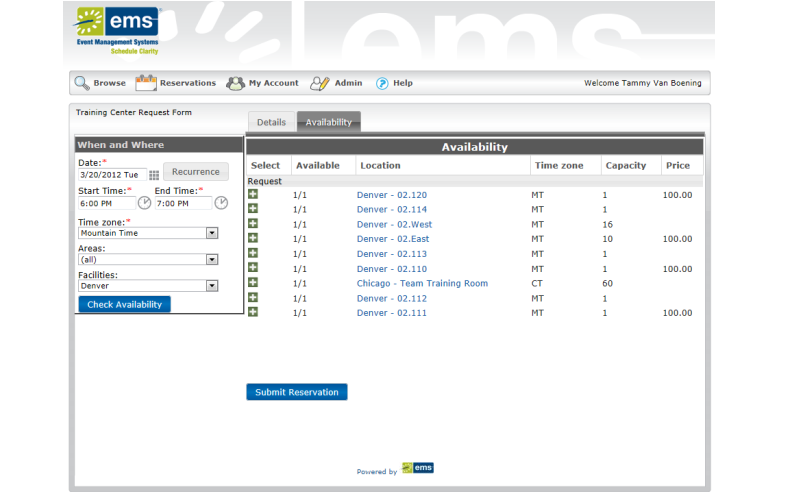 ems
Event Management Systems
Schedule Clarity
Browse Reservations My Account Admin Help Welcome Tammy Van Boening
Training Center Request Form
Details Availability
When and Where
Date:*
3/20/2012 Tue Recurrence
Start Time:* End Time:*
6:00 PM 7:00 PM
Time zone:*
Mountain Time
Areas:
(all)
Facilities:
Denver
Check Availability
Availability
Select Available Location Time zone Capacity Price
Request
1/1 Denver - 02.120 MT 1 100.00
1/1 Denver - 02.114 MT 1
1/1 Denver - 02.West MT 16
1/1 Denver - 02.East MT 10 100.00
1/1 Denver - 02.113 MT 1
1/1 Denver - 02.110 MT 1 100.00
1/1 Chicago - Team Training Room CT 60
1/1 Denver - 02.112 MT 1
1/1 Denver - 02.111 MT 1 100.00
Submit Reservation
Powered by ems